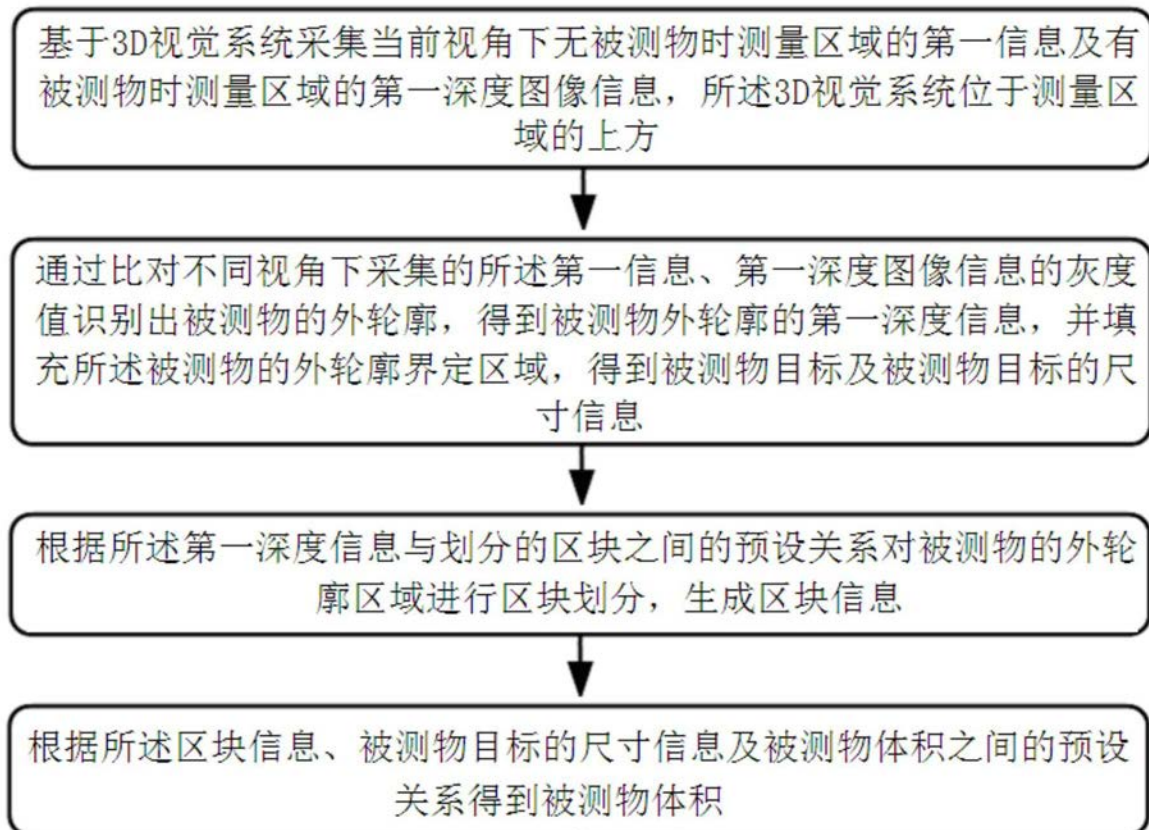 基于3D视觉系统采集当前视角下无被测物时测量区域的第一信息及有
被测物时测量区域的第一深度图像信息，所述3D视觉系统位于测量区
域的上方
通过比对不同视角下采集的所述第一信息、第一深度图像信息的灰度
值识别出被测物的外轮廓，得到被测物外轮廓的第一深度信息，并填
充所述被测物的外轮廓界定区域，得到被测物目标及被测物目标的尺
寸信息
根据所述第一深度信息与划分的区块之间的预设关系对被测物的外轮
廓区域进行区块划分，生成区块信息
根据所述区块信息、被测物目标的尺寸信息及被测物体积之间的预设
关系得到被测物体积